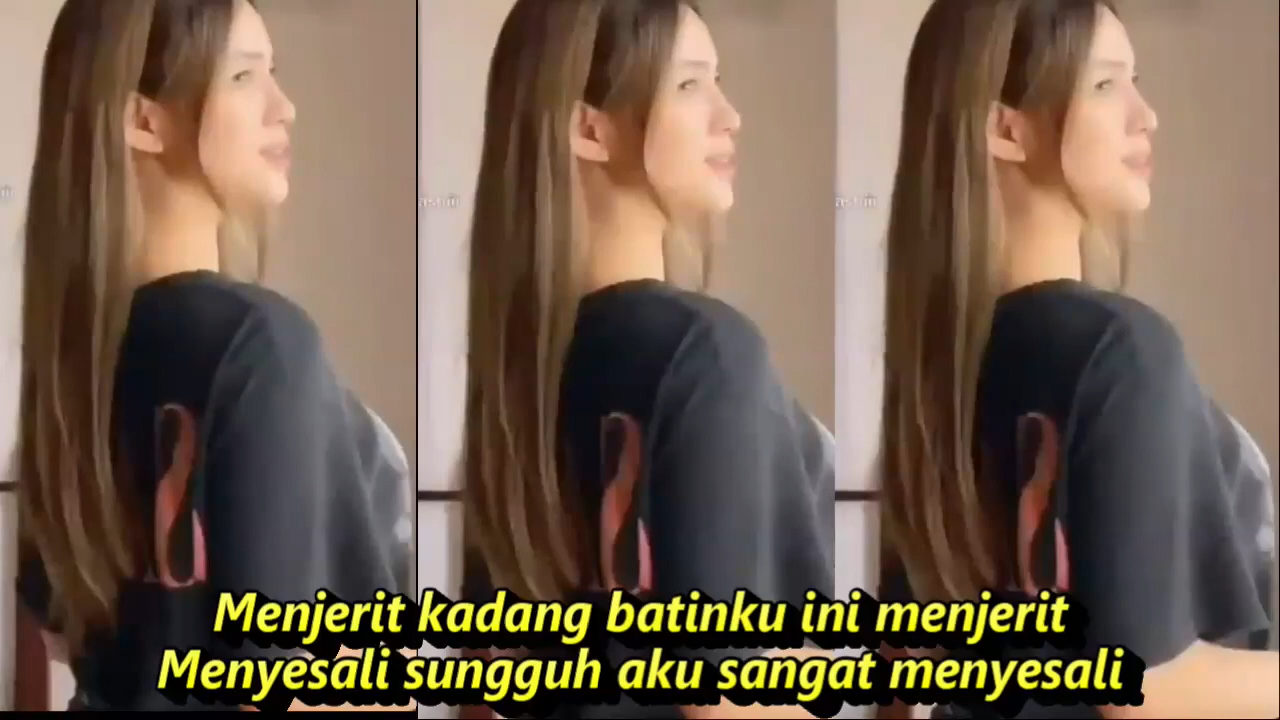 Menjerit kadang batinku ini menjerit
Menyesali sungguh aku sangat menyesali